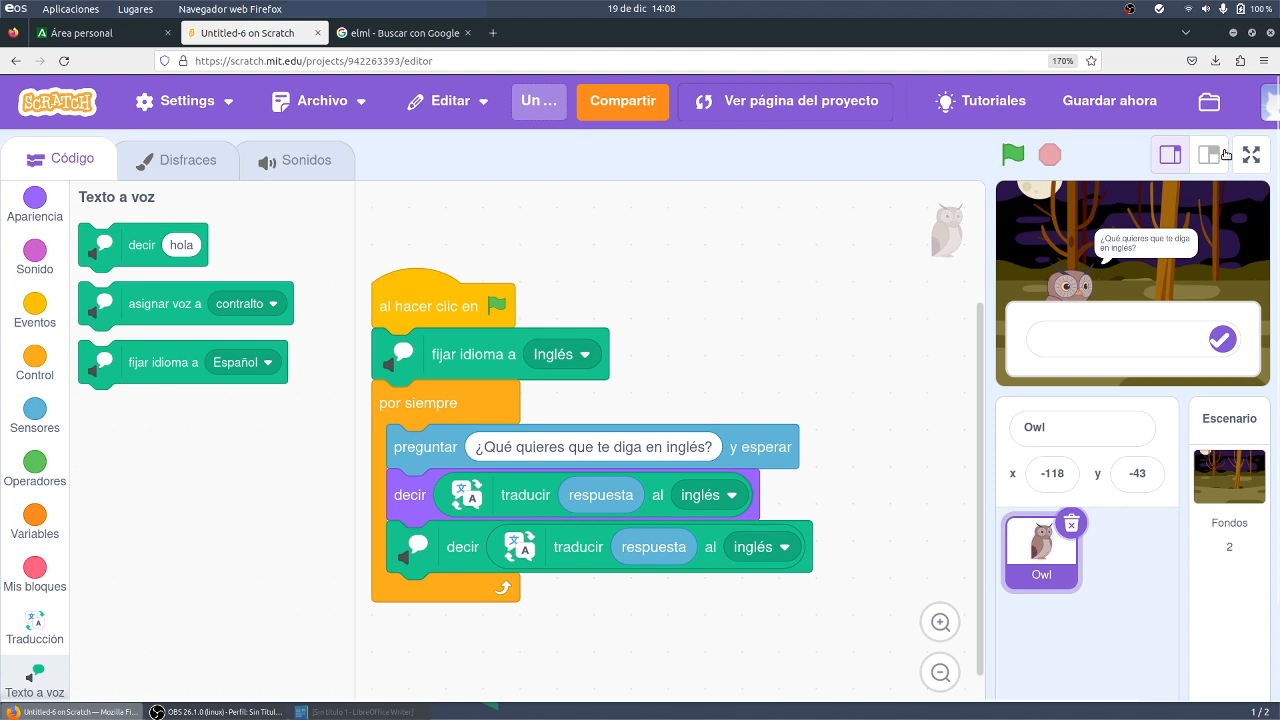 eos Aplicaciones Lugares Navegador web Firefox 19 de dic 14:08 100 %
Área personal
Untitled-6 on Scratch
elml - Buscar con Google
https://scratch.mit.edu/projects/942263393/editor 170%
SCRATCH Settings Archivo Editar Un ... Compartir Ver página del proyecto Tutoriales Guardar ahora
Código Disfraces Sonidos
Apariencia
Sonido
Eventos
Control
Sensores
Operadores
Variables
Mis bloques
Traducción
Texto a voz
Texto a voz
decir hola
asignar voz a contralto
fijar idioma a Español
al hacer clic en
fijar idioma a Inglés
por siempre
preguntar ¿Qué quieres que te diga en inglés? y esperar
decir traducir respuesta al inglés
decir traducir respuesta al inglés
¿Qué quieres que te diga
en inglés?
Owl
x -118 y -43
Owl
Escenario
Fondos
2
Untitled-6 on Scratch — Mozilla Fi...
OBS 26.1.0 (linux) - Perfil: Sin Títul...
[Sin título 1 - LibreOffice Writer]
1 / 2